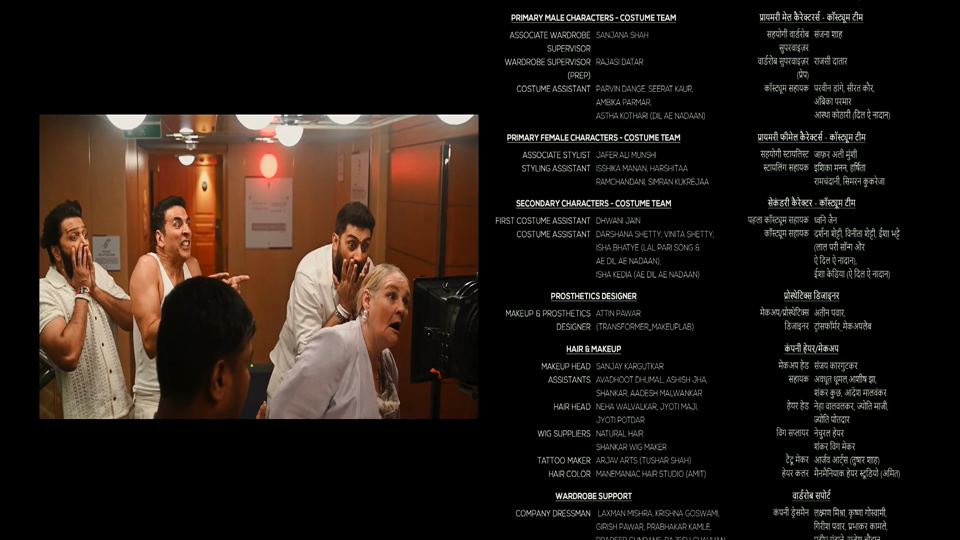 PRIMARY MALE CHARACTERS - COSTUME TEAM
ASSOCIATE WARDROBE SUPERVISOR SANJANA SHAH
WARDROBE SUPERVISOR (PREP) RAJASI DATAR
COSTUME ASSISTANT PARVIN DANGE, SEERAT KAUR,
AMBIKA PARMAR,
ASTHA KOTHARI (DIL AE NADAAN)
PRIMARY FEMALE CHARACTERS - COSTUME TEAM
ASSOCIATE STYLIST JAFER ALI MUNSHI
STYLING ASSISTANT ISSHIKA MANAN, HARSHITAA
RAMCHANDANI, SIMRAN KUKREJAA
SECONDARY CHARACTERS - COSTUME TEAM
FIRST COSTUME ASSISTANT DHWANI JAIN
COSTUME ASSISTANT DARSHANA SHETTY, VINITA SHETTY,
ISHA BHATYE (LAL PARI SONG &
AE DIL AE NADAAN),
ISHA KEDIA (AE DIL AE NADAAN)
PROSTHETICS DESIGNER
MAKEUP & PROSTHETICS ATTIN PAWAR
DESIGNER (TRANSFORMER_MAKEUPLAB)
HAIR & MAKEUP
MAKEUP HEAD SANJAY KARGUTKAR
ASSISTANTS AVADHOOT DHUMAL, ASHISH JHA,
SHANKAR, AADESH MALWANKAR
HAIR HEAD NEHA WALVALKAR, JYOTI MAJI,
JYOTI POTDAR
WIG SUPPLIERS NATURAL HAIR
SHANKAR WIG MAKER
TATTOO MAKER ARJAV ARTS (TUSHAR SHAH)
HAIR COLOR MANEMANIAC HAIR STUDIO (AMIT)
WARDROBE SUPPORT
COMPANY DRESSMAN LAXMAN MISHRA, KRISHNA GOSWAMI,
GIRISH PAWAR, PRABHAKAR KAMLE,
प्रायमरी मेल कैरेक्टरर्स - कॉस्ट्यूम टीम
सहयोगी वार्डरोब सुपरवाइज़र संजना शाह
वार्डरोब सुपरवाइज़र (प्रेप) राजसी दातार
कॉस्ट्यूम सहायक परवीन डांगे, सीरत कौर,
अंबिका परमार
आस्था कोठारी (दिल ऐ नादान)
प्रायमरी फीमेल कैरेक्टरर्स - कॉस्ट्यूम टीम
सहयोगी स्टायलिस्ट जाफ़र अली मुंशी
स्टायलिंग सहायक इशिका मनन, हर्षिता
रामचंदानी, सिमरन कुकरेजा
सेकंडरी कैरेक्टर - कॉस्ट्यूम टीम
पहला कॉस्ट्यूम सहायक ध्वनि जैन
कॉस्ट्यूम सहायक दर्शना शेट्टी, विनीता शेट्टी, ईशा भट्टे
(लाल परी सॉन्ग और
ऐ दिल ऐ नादान),
ईशा केडिया (ऐ दिल ऐ नादान)
प्रोस्थेटिक्स डिजाइनर
मेकअप/प्रोस्थेटिक्स अतीन पवार,
डिजाइनर ट्रांसफॉर्मर_मेकअपलैब
कंपनी हेयर/मेकअप
मेकअप हेड संजय कारगुटकर
सहायक अवधूत धूमल,आशीष झा,
शंकर कुछ, आदेश मालवंकर
हेयर हेड नेहा वालवलकर, ज्योति माजी,
ज्योति पोतदार
विग सप्लायर नेचुरल हेयर
शंकर विग मेकर
टैटू मेकर आर्जव आर्ट्स (तुषार शाह)
हेयर कलर मेनमैनियाक हेयर स्टूडियो (अमित)
वार्डरोब सपोर्ट
कंपनी ड्रेसमैन लक्ष्मण मिश्रा, कृष्णा गोस्वामी,
गिरीश पवार, प्रभाकर कामले,